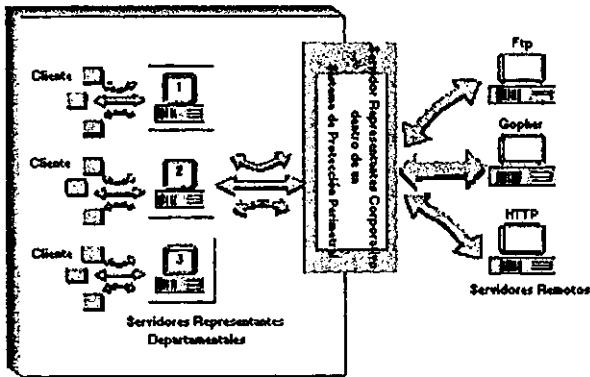 Cliente
1
Cliente
2
Cliente
3
Servidores Representantes
Departamentales
Servidor Representante Corporativo
dentro de un
Sistema de Protección Perimetral
Ftp
Gopher
HTTP
Servidores Remotos